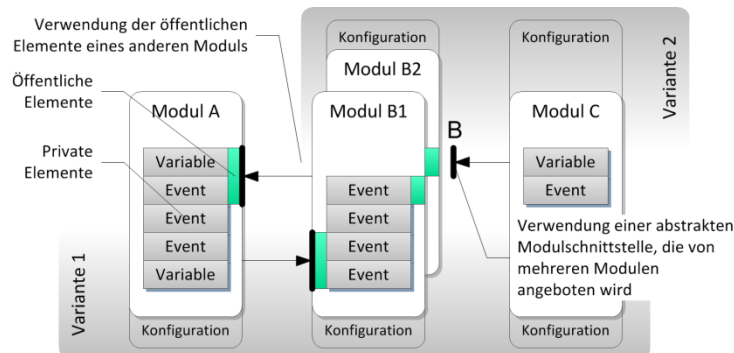 Verwendung der öffentlichen
Elemente eines anderen Moduls
Öffentliche
Elemente
Private
Elemente
Variante 1
Variante 2
Modul A
Variable
Event
Event
Event
Variable
Konfiguration
Konfiguration
Modul B2
Modul B1
Event
Event
Event
Event
Konfiguration
B
Konfiguration
Modul C
Variable
Event
Verwendung einer abstrakten
Modulschnittstelle, die von
mehreren Modulen
angeboten wird
Konfiguration